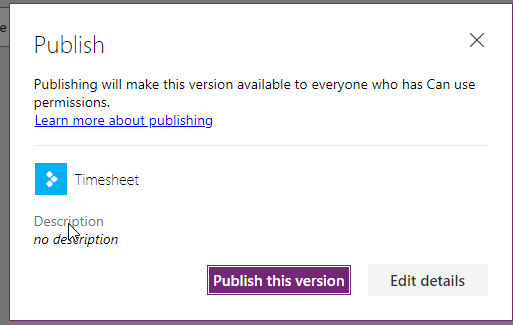 e
Publish
Publishing will make this version available to everyone who has Can use
permissions.
Learn more about publishing
Timesheet
Description
no description
Publish this version
Edit details